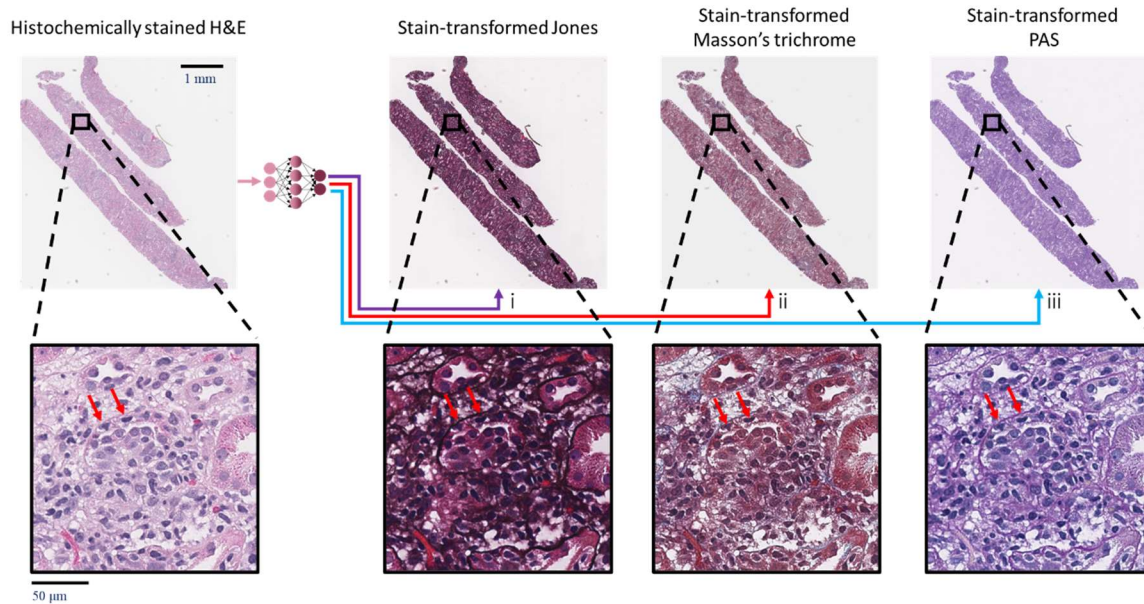 Histochemically stained H&E
Stain-transformed Jones
Stain-transformed
Masson's trichrome
Stain-transformed
PAS
1 mm
i
ii
iii
50 μm